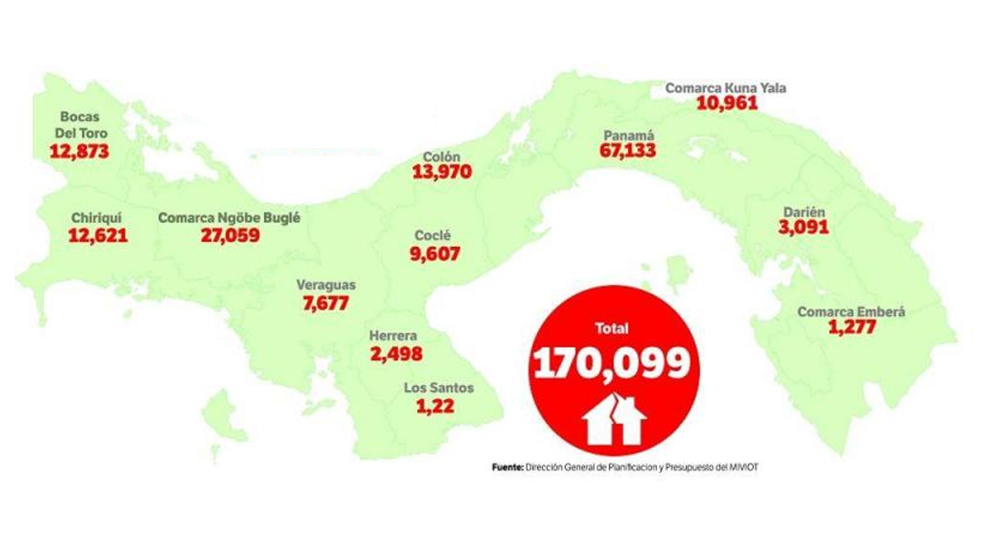 Comarca Kuna Yala
10,961
Bocas
Del Toro
12,873
Panamá
67,133
Colón
13,970
Chiriquí
12,621
Comarca Ngöbe Buglé
27,059
Darién
3,091
Coclé
9,607
Veraguas
7,677
Comarca Emberá
1,277
Herrera
2,498
Total
170,099
Los Santos
1,22
Fuente: Dirección General de Planificacion y Presupuesto del MIVIOT